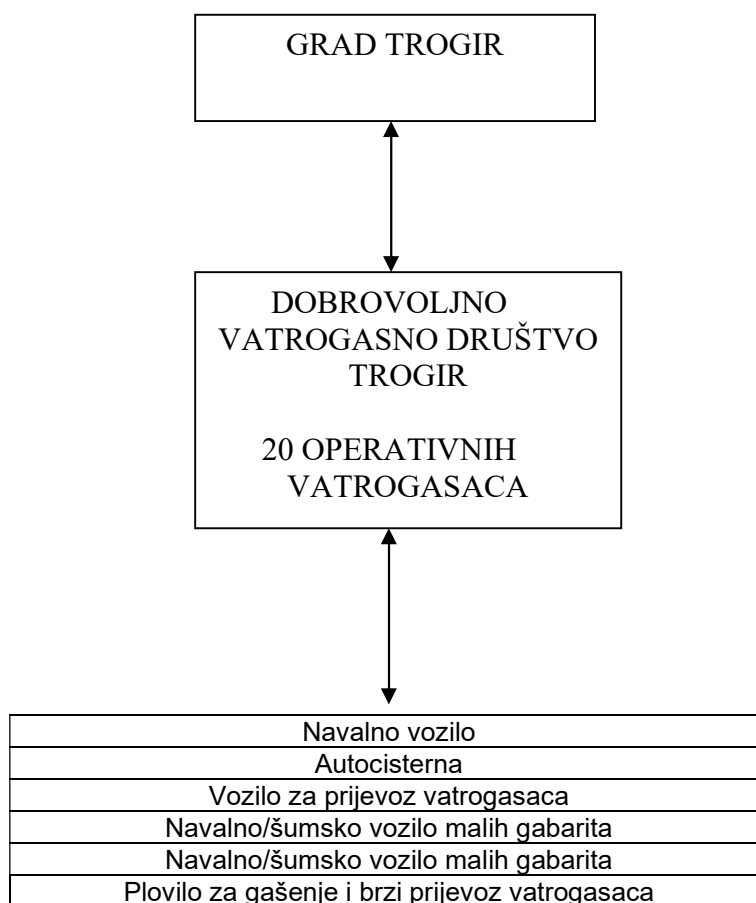 GRAD TROGIR
DOBROVOLJNO
VATROGASNO DRUŠTVO
TROGIR
20 OPERATIVNIH
VATROGASACA
Navalno vozilo
Autocisterna
Vozilo za prijevoz vatrogasaca
Navalno/šumsko vozilo malih gabarita
Navalno/šumsko vozilo malih gabarita
Plovilo za gašenje i brzi prijevoz vatrogasaca